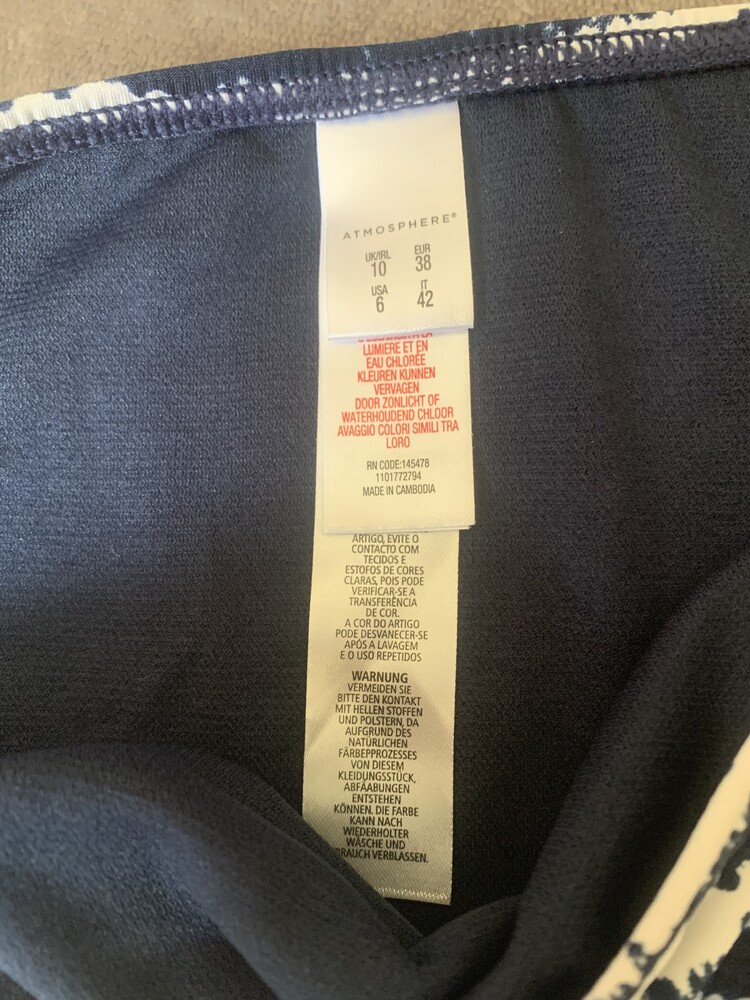 ATMOSPHERE®
UK/IRL EUR
10 38
USA IT
6 42
LUMIERE ET EN
EAU CHLORÉE
KLEUREN KUNNEN
VERVAGEN
DOOR ZONLICHT OF
WATERHOUDEND CHLOOR
AVAGGIO COLORI SIMILI TRA
LORO
RN CODE:145478
1101772794
MADE IN CAMBODIA
ARTIGO, EVITE O
CONTACTO COM
TECIDOS E
ESTOFOS DE CORES
CLARAS, POIS PODE
VERIFICAR-SE A
TRANSFERÊNCIA
DE COR.
A COR DO ARTIGO
PODE DESVANECER-SE
APÓS A LAVAGEM
E O USO REPETIDOS
WARNUNG
VERMEIDEN SIE
BITTE DEN KONTAKT
MIT HELLEN STOFFEN
UND POLSTERN, DA
AUFGRUND DES
NATÜRLICHEN
FÄRBEPROZESSES
VON DIESEM
KLEIDUNGSSTÜCK,
ABFÄABUNGEN
ENTSTEHEN
KÖNNEN. DIE FARBE
KANN NACH
WIEDERHOLTER
WÄSCHE UND
BRAUCH VERBLASSEN.